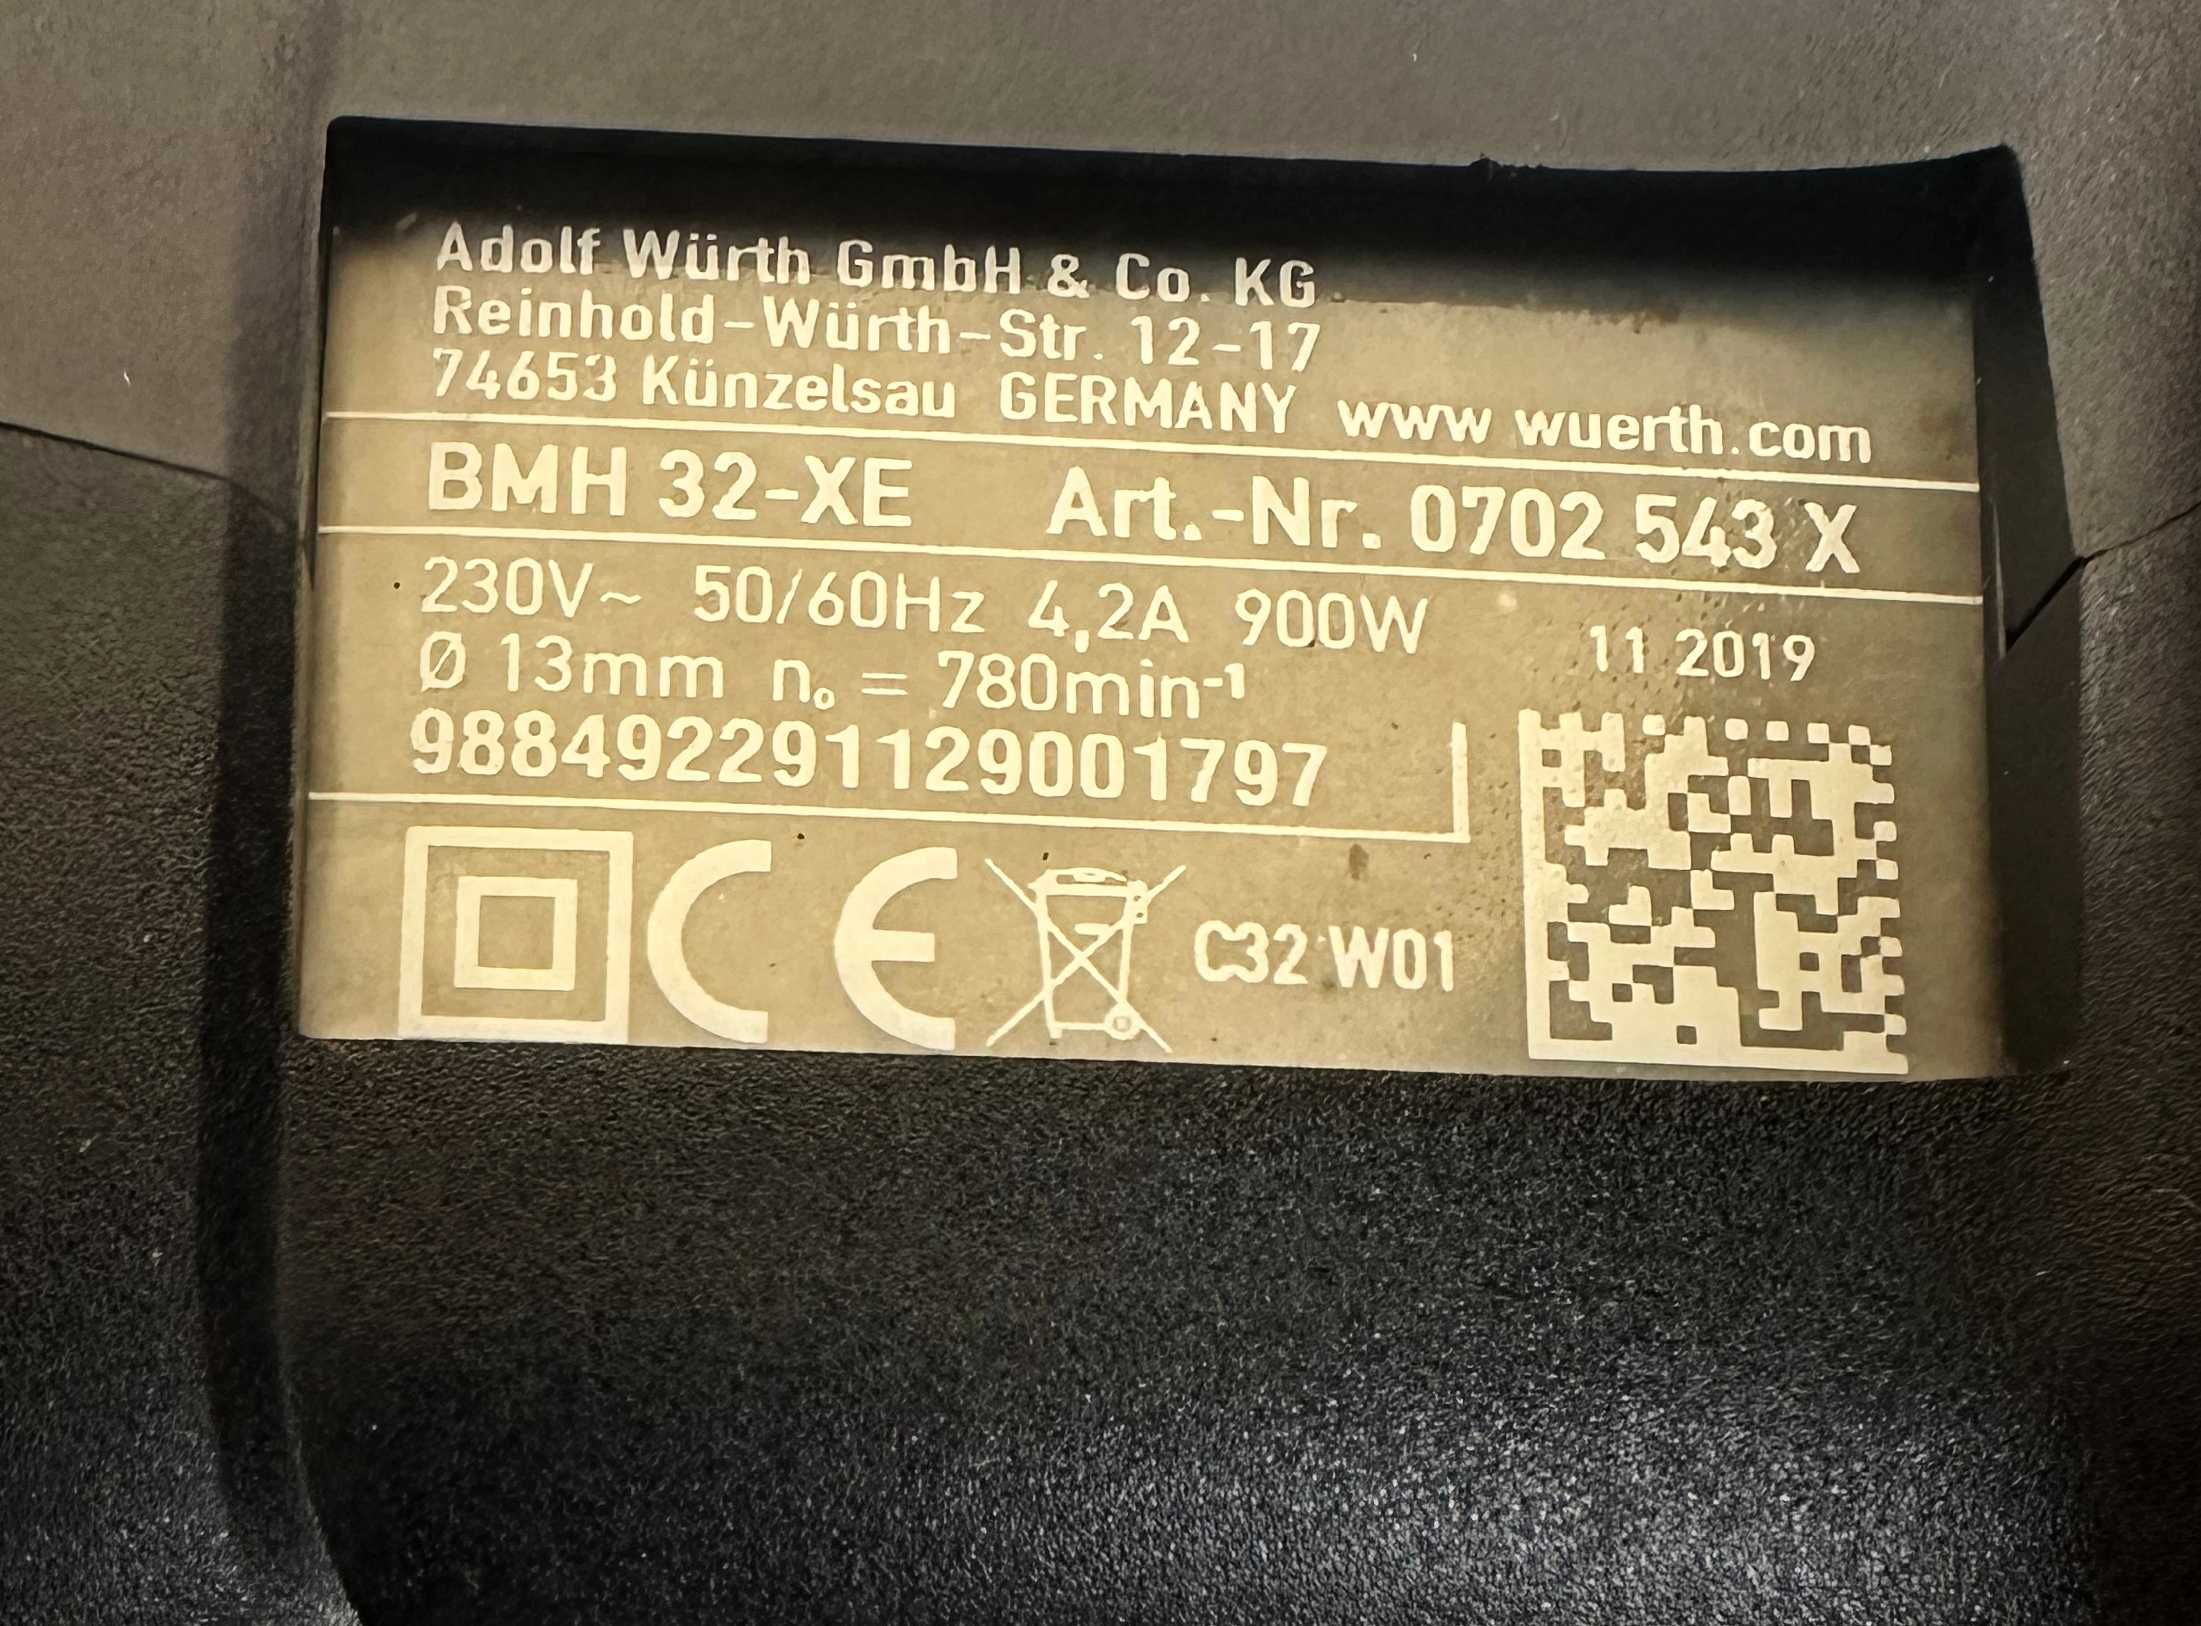 Adolf Würth GmbH & Co. KG
Reinhold-Würth-Str. 12-17
74653 Künzelsau GERMANY www wuerth.com
BMH 32-XE Art.-Nr. 0702 543 X
230V~ 50/60Hz 4,2A 900W
11 2019
Ø 13mm n₀ = 780min⁻¹
9884922911129001797
CE
C32 W01